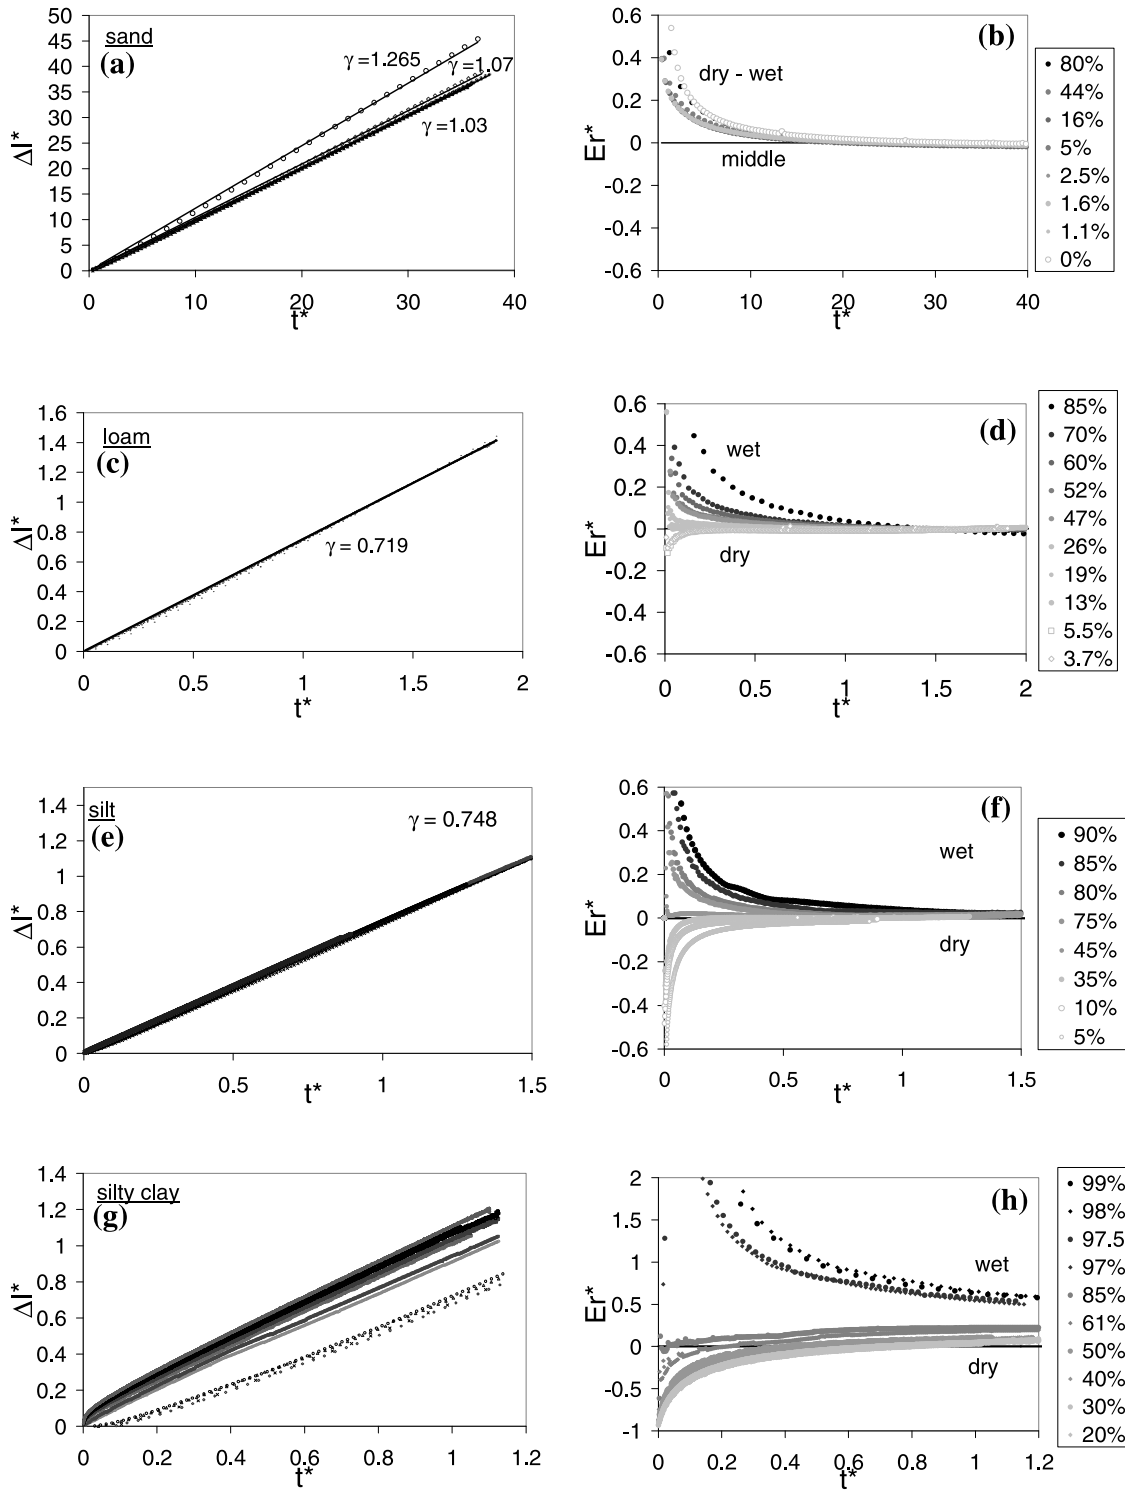 sand
(a)
γ = 1.265
γ = 1.07
γ = 1.03
50
45
40
35
30
25
20
15
10
5
0
ΔI*
0 10 20 30 40
t*
(b)
dry - wet
middle
0.6
0.4
0.2
0
-0.2
-0.4
-0.6
Er*
0 10 20 30 40
t*
80%
44%
16%
5%
2.5%
1.6%
1.1%
0%
loam
(c)
γ = 0.719
1.6
1.4
1.2
1
0.8
0.6
0.4
0.2
0
ΔI*
0 0.5 1 1.5 2
t*
(d)
wet
dry
0.6
0.4
0.2
0
-0.2
-0.4
-0.6
Er*
0 0.5 1 1.5 2
t*
85%
70%
60%
52%
47%
26%
19%
13%
5.5%
3.7%
silt
(e)
γ = 0.748
1.4
1.2
1
0.8
0.6
0.4
0.2
0
ΔI*
0 0.5 1 1.5
t*
(f)
wet
dry
0.6
0.4
0.2
0
-0.2
-0.4
-0.6
Er*
0 0.5 1 1.5
t*
90%
85%
80%
75%
45%
35%
10%
5%
silty clay
(g)
1.4
1.2
1
0.8
0.6
0.4
0.2
0
ΔI*
0 0.2 0.4 0.6 0.8 1 1.2
t*
(h)
wet
dry
2
1.5
1
0.5
0
-0.5
-1
Er*
0 0.2 0.4 0.6 0.8 1 1.2
t*
99%
98%
97.5
97%
85%
61%
50%
40%
30%
20%